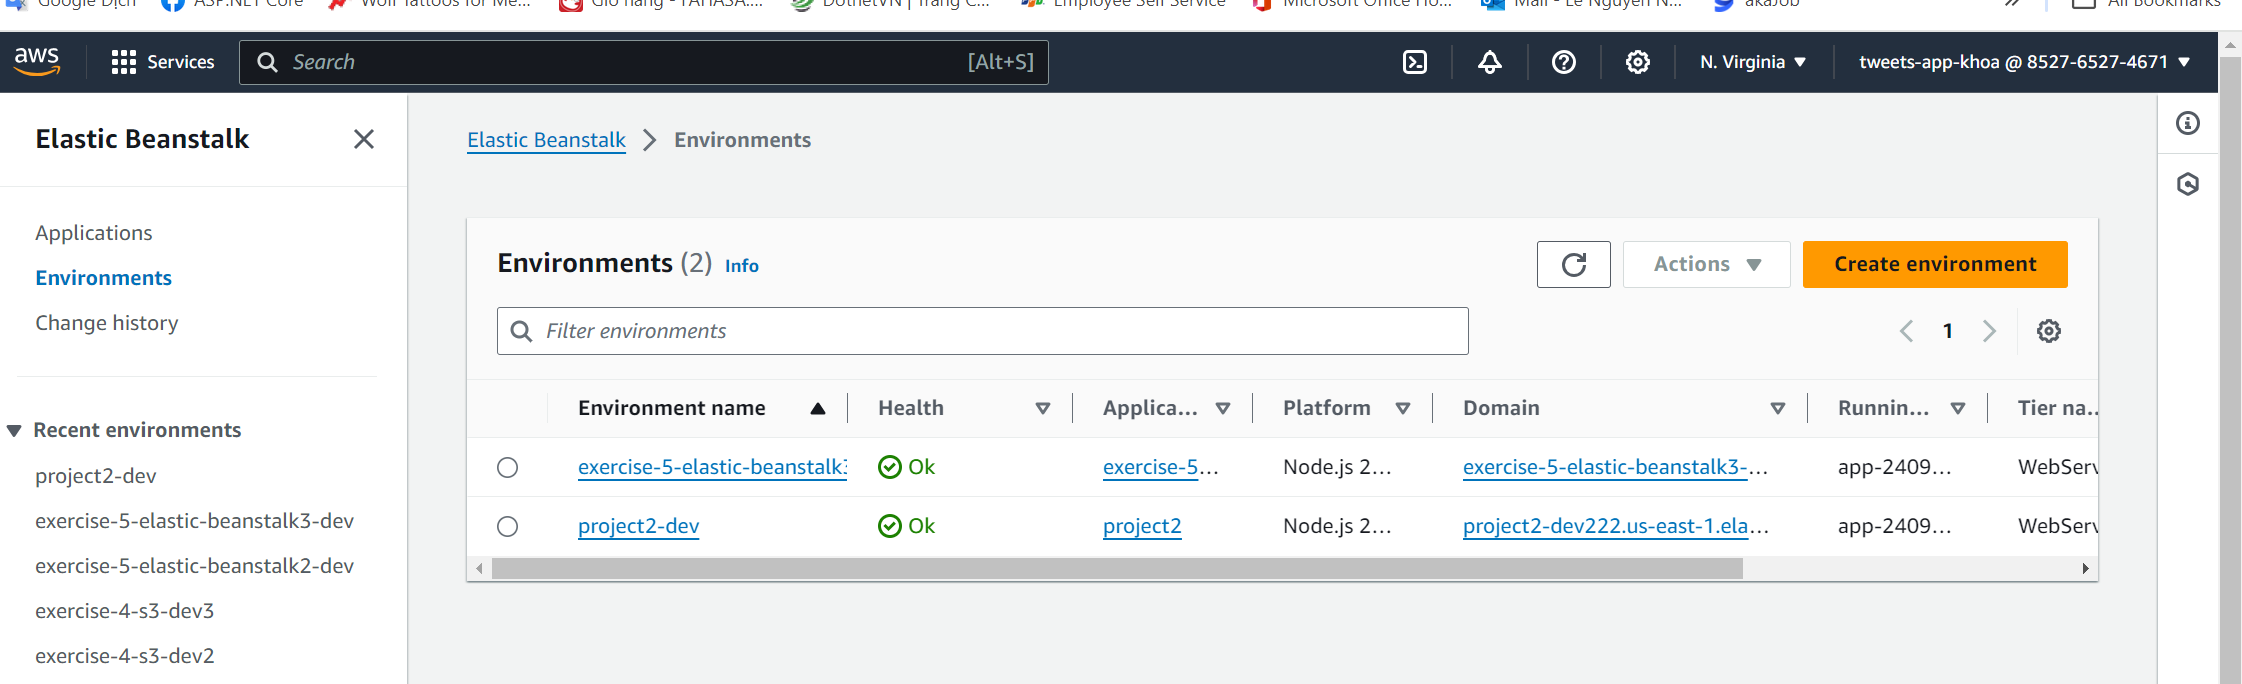 Google Dịch ASP.NET Core Wolf Tattoos for Me... Giỏ hàng - FAHASA.... DotnetVN | Trang C... Employee Self Service Microsoft Office Ho... Mail - Le Nguyen N... akaJob All Bookmarks
aws Services Search [Alt+S] N. Virginia tweets-app-khoa @ 8527-6527-4671
Elastic Beanstalk
Applications
Environments
Change history
Recent environments
project2-dev
exercise-5-elastic-beanstalk3-dev
exercise-5-elastic-beanstalk2-dev
exercise-4-s3-dev3
exercise-4-s3-dev2
Elastic Beanstalk Environments
Environments (2) Info Actions Create environment
Filter environments 1
Environment name Health Applica... Platform Domain Runnin... Tier na...
exercise-5-elastic-beanstalk3 Ok exercise-5... Node.js 2... exercise-5-elastic-beanstalk3-... app-2409... WebServ
project2-dev Ok project2 Node.js 2... project2-dev222.us-east-1.ela... app-2409... WebServ